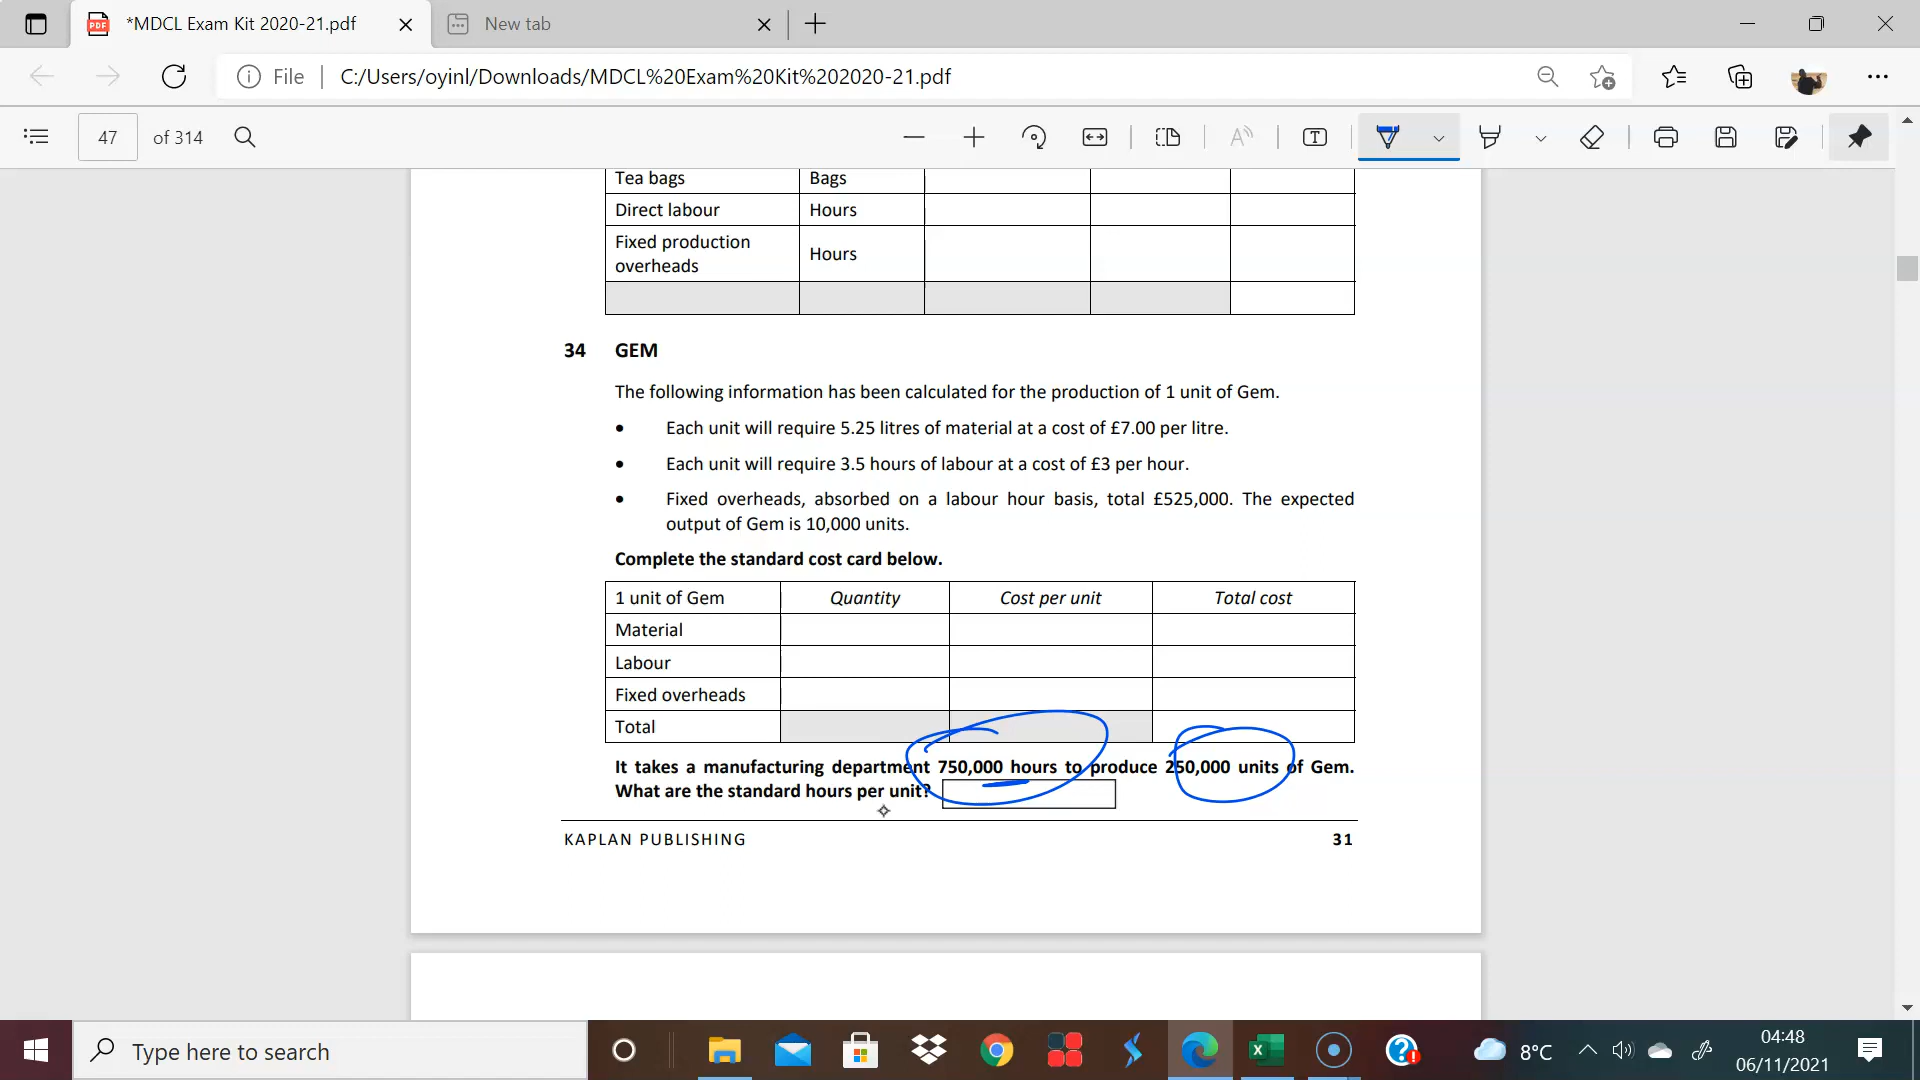 *MDCL Exam Kit 2020-21.pdf
New tab
File
C:/Users/oyinl/Downloads/MDCL%20Exam%20Kit%202020-21.pdf
47 of 314
Tea bags Bags
Direct labour Hours
Fixed production overheads Hours
34 GEM
The following information has been calculated for the production of 1 unit of Gem.
• Each unit will require 5.25 litres of material at a cost of £7.00 per litre.
• Each unit will require 3.5 hours of labour at a cost of £3 per hour.
• Fixed overheads, absorbed on a labour hour basis, total £525,000. The expected
output of Gem is 10,000 units.
Complete the standard cost card below.
1 unit of Gem Quantity Cost per unit Total cost
Material
Labour
Fixed overheads
Total
It takes a manufacturing department 750,000 hours to produce 250,000 units of Gem.
What are the standard hours per unit?
KAPLAN PUBLISHING 31
Type here to search
8°C
04:48
06/11/2021